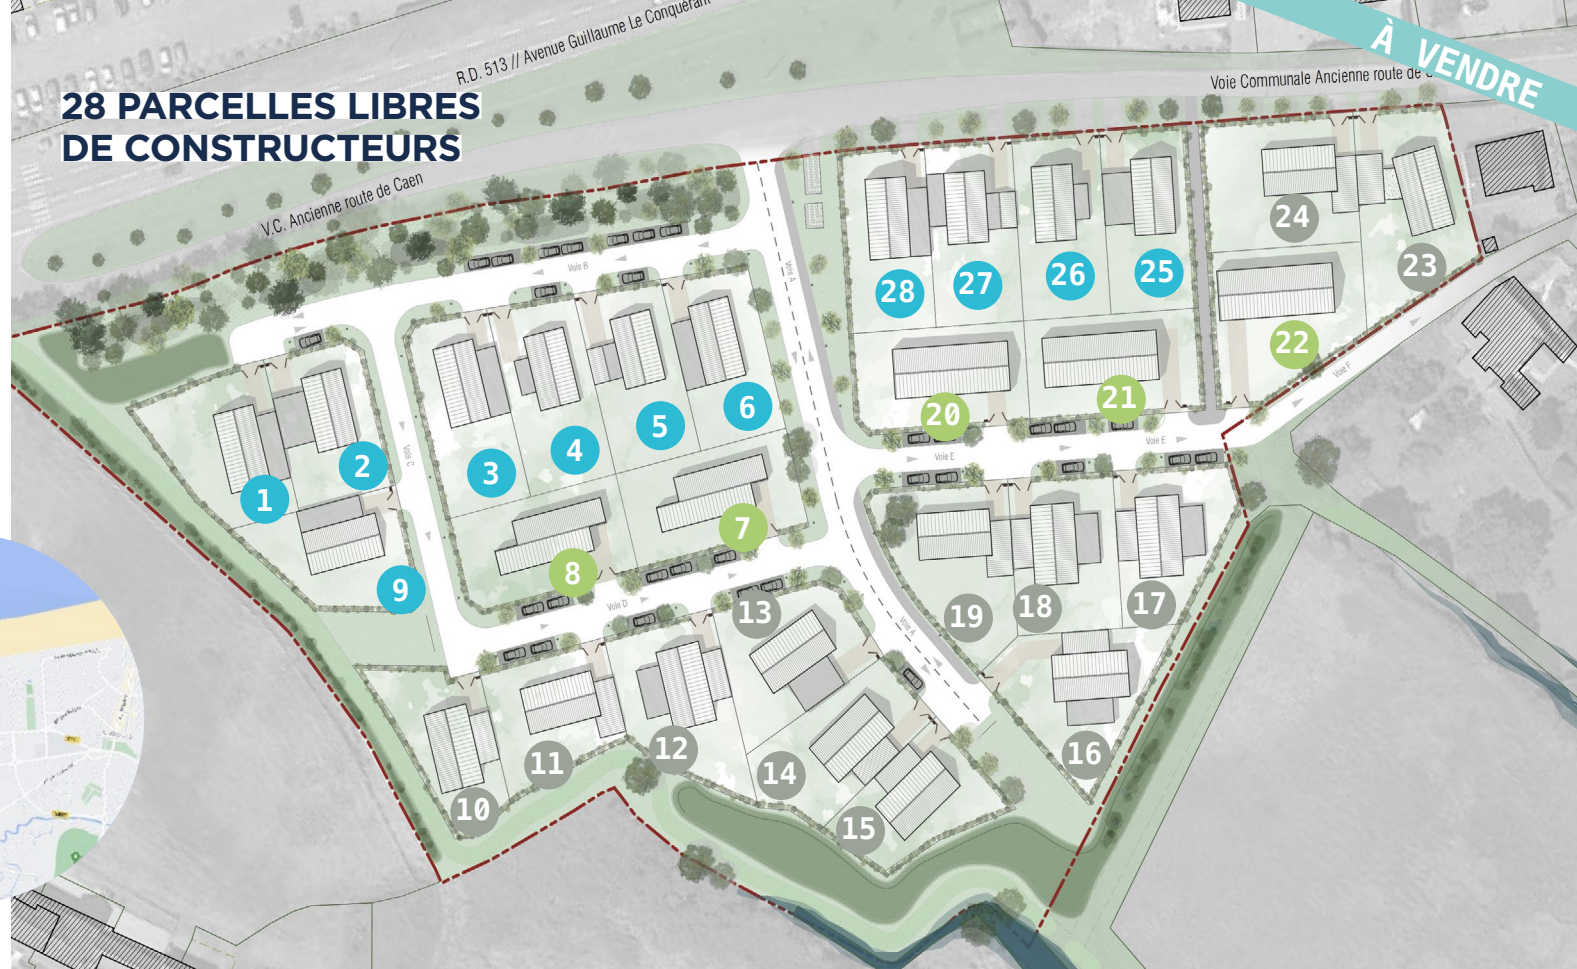 R.D. 513 // Avenue Guillaume Le Conquérant
À VENDRE
Voie Communale Ancienne route de
28 PARCELLES LIBRES
DE CONSTRUCTEURS
V.C. Ancienne route de Caen
Voie B
Voie A
24
23
28
27
26
25
22
Voie F
20
21
Voie E
Voie E
1
2
3
4
5
6
Voie C
7
8
9
Voie D
13
19
18
17
Voie A
10
11
12
14
15
16